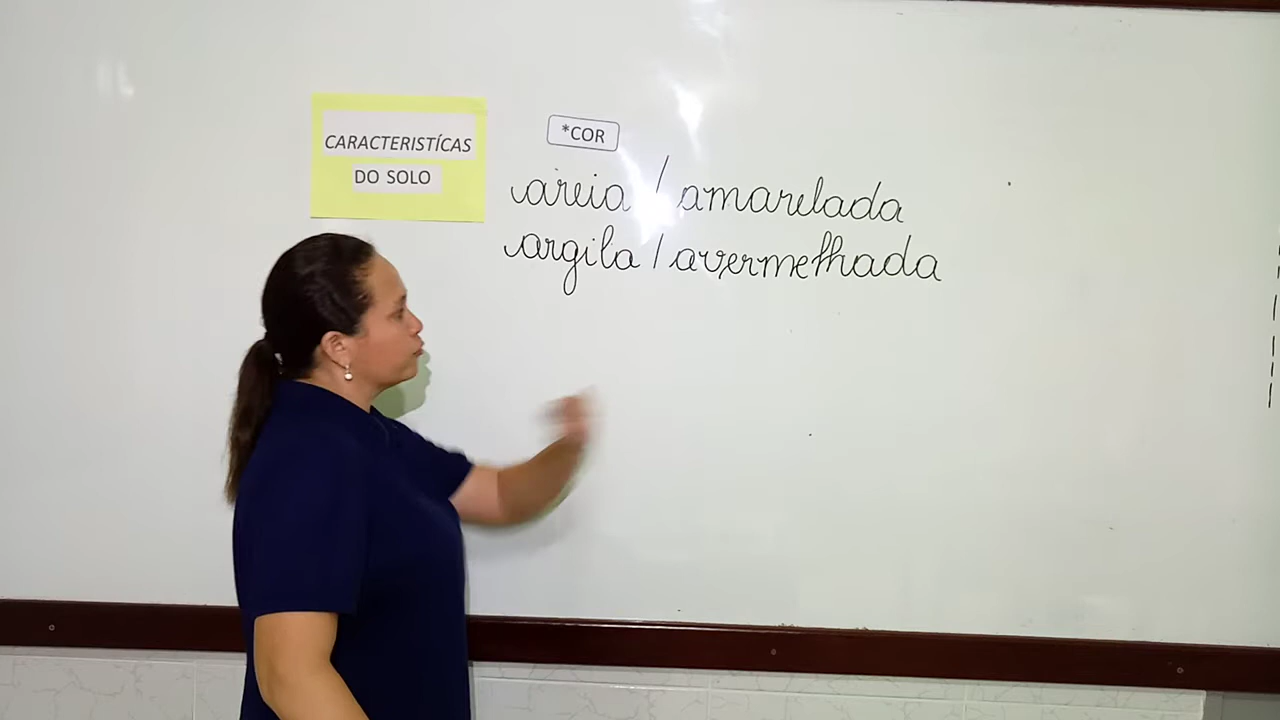 CARACTERISTÍCAS
DO SOLO
*COR
areia / amarelada
argila / avermelhada